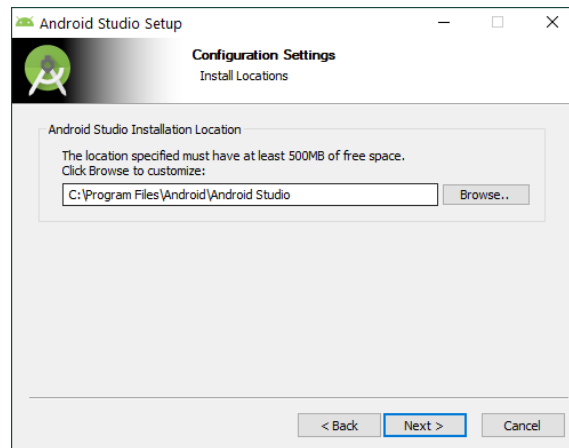 Android Studio Setup
Configuration Settings
Install Locations
Android Studio Installation Location
The location specified must have at least 500MB of free space.
Click Browse to customize:
C:\Program Files\Android\Android Studio
Browse..
< Back
Next >
Cancel